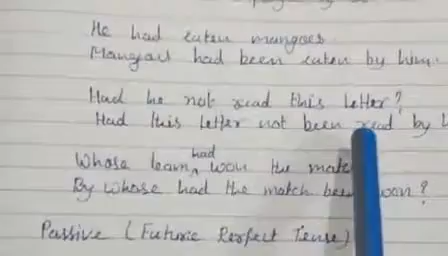 He had eaten mangoes.
Mangoes had been eaten by him.
Had he not read this letter?
Had this letter not been read by
Whose team had won the
By whose had the match been won?
Passive (Future Perfect Tense)